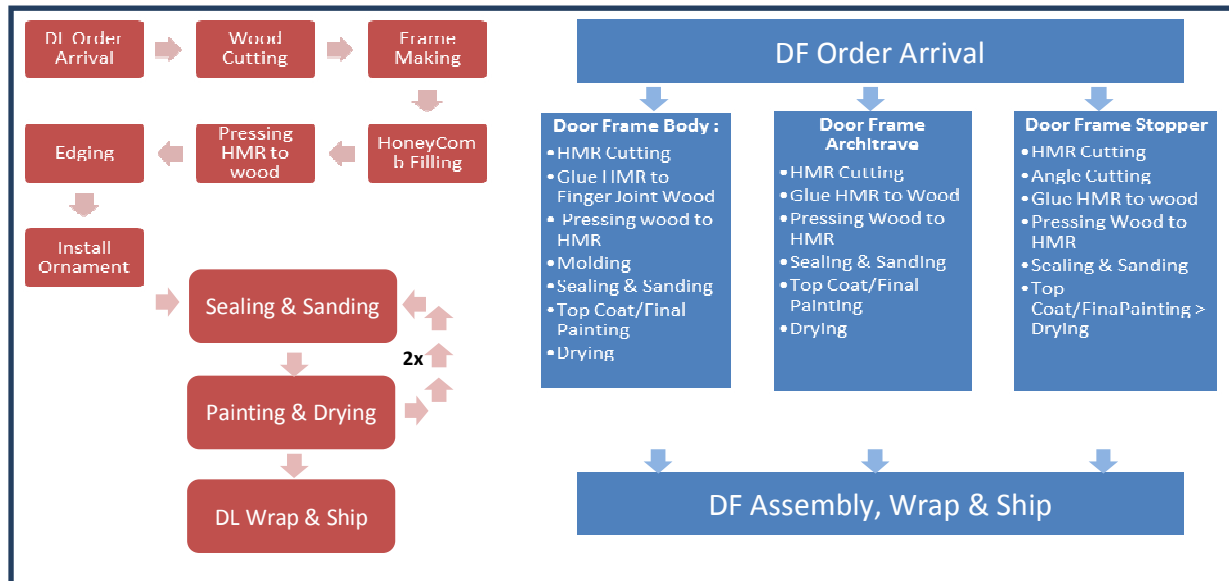 DL Order
Arrival
Wood
Cutting
Frame
Making
HoneyCom
b Filling
Pressing
HMR to
wood
Edging
Install
Ornament
Sealing & Sanding
2x
Painting & Drying
DL Wrap & Ship
DF Order Arrival
Door Frame Body :
•HMR Cutting
•Glue HMR to
Finger Joint Wood
• Pressing wood to
HMR
•Molding
•Sealing & Sanding
•Top Coat/Final
Painting
•Drying
Door Frame
Architrave
•HMR Cutting
•Glue HMR to Wood
•Pressing Wood to
HMR
•Sealing & Sanding
•Top Coat/Final
Painting
•Drying
Door Frame Stopper
•HMR Cutting
•Angle Cutting
•Glue HMR to wood
•Pressing Wood to
HMR
•Sealing & Sanding
•Top
Coat/FinaPainting >
Drying
DF Assembly, Wrap & Ship